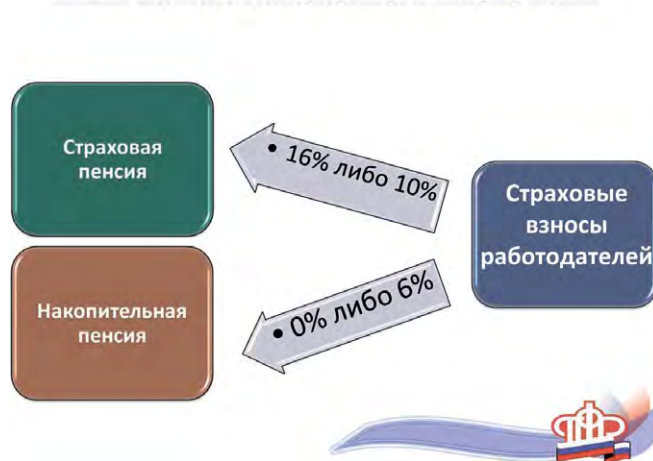 Страховая
пенсия
• 16% либо 10%
Страховые
взносы
работодателей
Накопительная
пенсия
• 0% либо 6%